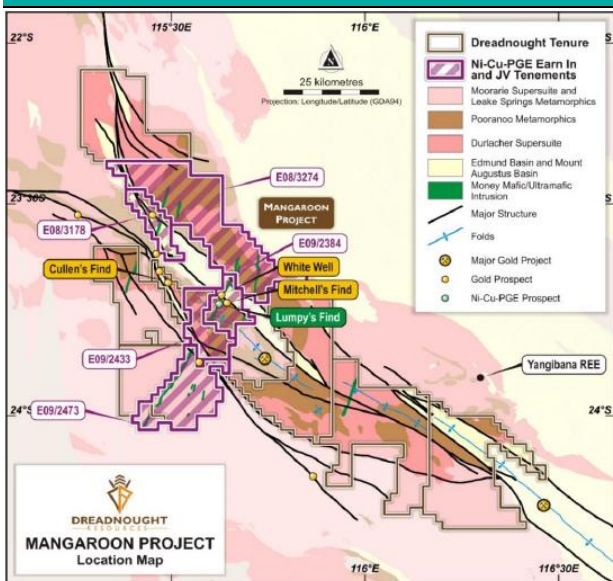 115°30'E
116°E
22°S
25 kilometres
Projection: Longitude/Latitude (GDA94)
Dreadnought Tenure
Ni-Cu-PGE Earn In
and JV Tenements
Moorarie Supersuite and
Leake Springs Metamorphics
Pooranoo Metamorphics
Durlacher Supersuite
Edmund Basin and Mount
Augustus Basin
Money Mafic/Ultramafic
Intrusion
Major Structure
Folds
Major Gold Project
Gold Prospect
Ni-Cu-PGE Prospect
E08/3274
23°30'S
MANGAROON
PROJECT
E08/3178
E09/2384
White Well
Cullen's Find
Mitchell's Find
Lumpy's Find
E09/2433
Yangibana REE
E09/2473
24°S
24°S
DREADNOUGHT
RESOURCES
MANGAROON PROJECT
Location Map
116°E
116°30'E